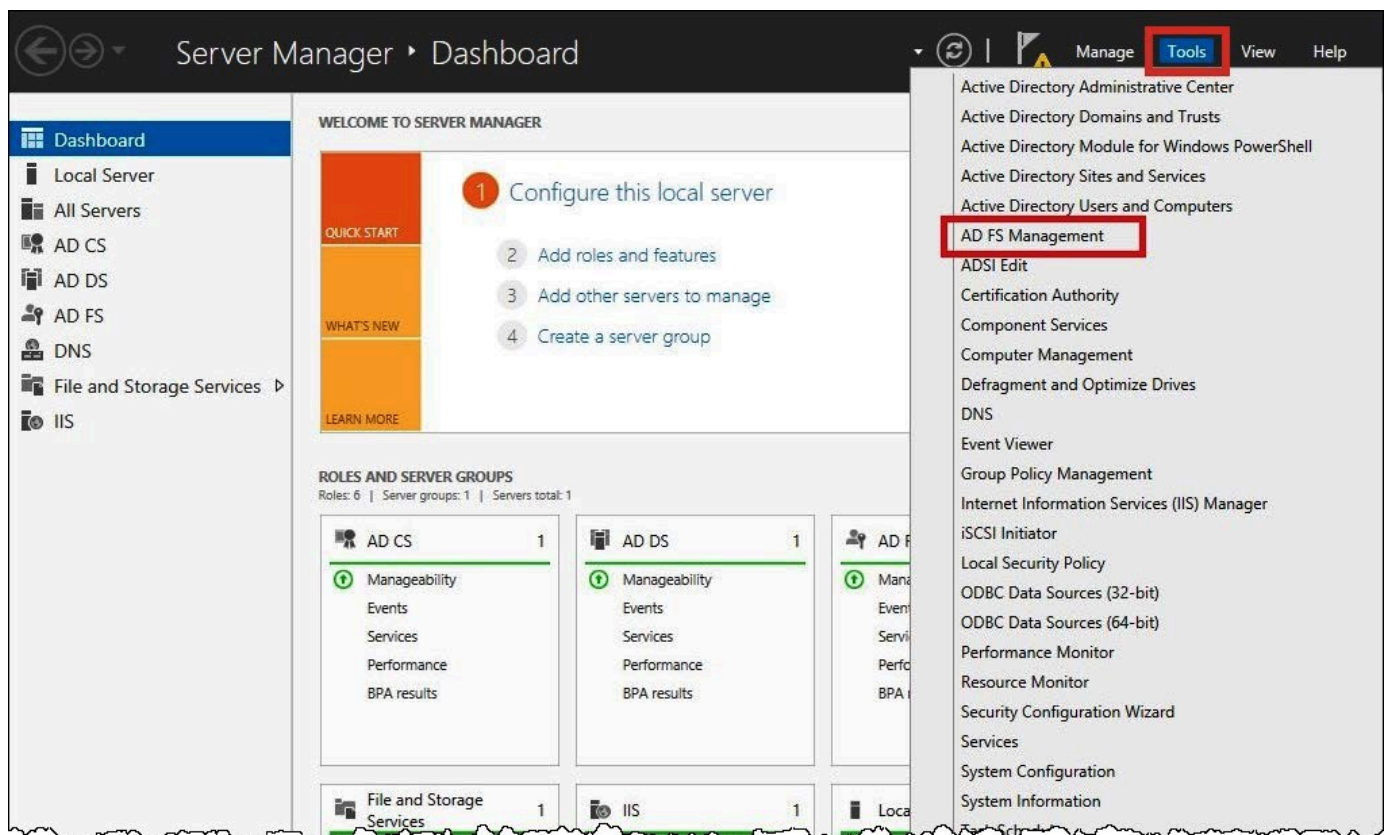 Server Manager ‣ Dashboard
Manage Tools View Help
Dashboard
Local Server
All Servers
AD CS
AD DS
AD FS
DNS
File and Storage Services
IIS
WELCOME TO SERVER MANAGER
QUICK START
WHAT'S NEW
LEARN MORE
1 Configure this local server
2 Add roles and features
3 Add other servers to manage
4 Create a server group
ROLES AND SERVER GROUPS
Roles: 6 | Server groups: 1 | Servers total: 1
AD CS 1
Manageability
Events
Services
Performance
BPA results
AD DS 1
Manageability
Events
Services
Performance
BPA results
AD
BPA
File and Storage
Services 1
IIS 1
Active Directory Administrative Center
Active Directory Domains and Trusts
Active Directory Module for Windows PowerShell
Active Directory Sites and Services
Active Directory Users and Computers
AD FS Management
ADSI Edit
Certification Authority
Component Services
Computer Management
Defragment and Optimize Drives
DNS
Event Viewer
Group Policy Management
Internet Information Services (IIS) Manager
iSCSI Initiator
Local Security Policy
ODBC Data Sources (32-bit)
ODBC Data Sources (64-bit)
Performance Monitor
Resource Monitor
Security Configuration Wizard
Services
System Configuration
System Information